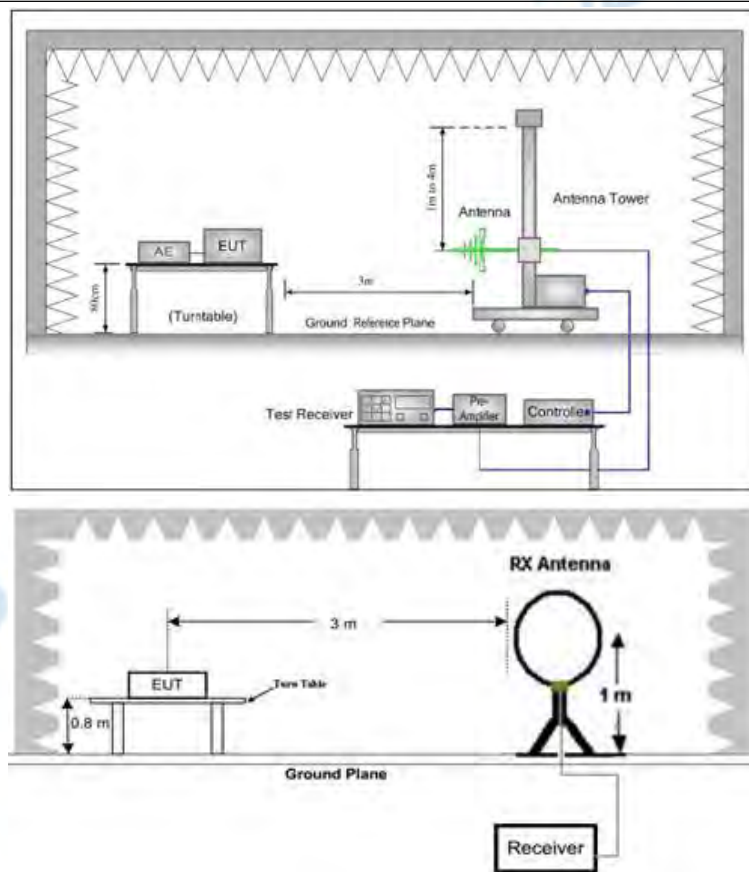 1m to 4m
Antenna
Antenna Tower
AE
EUT
80cm
(Turntable)
3m
Ground Reference Plane
Test Receiver
Pre-
Amplifier
Controller
RX Antenna
3 m
EUT
Turn Table
0.8 m
1 m
Ground Plane
Receiver